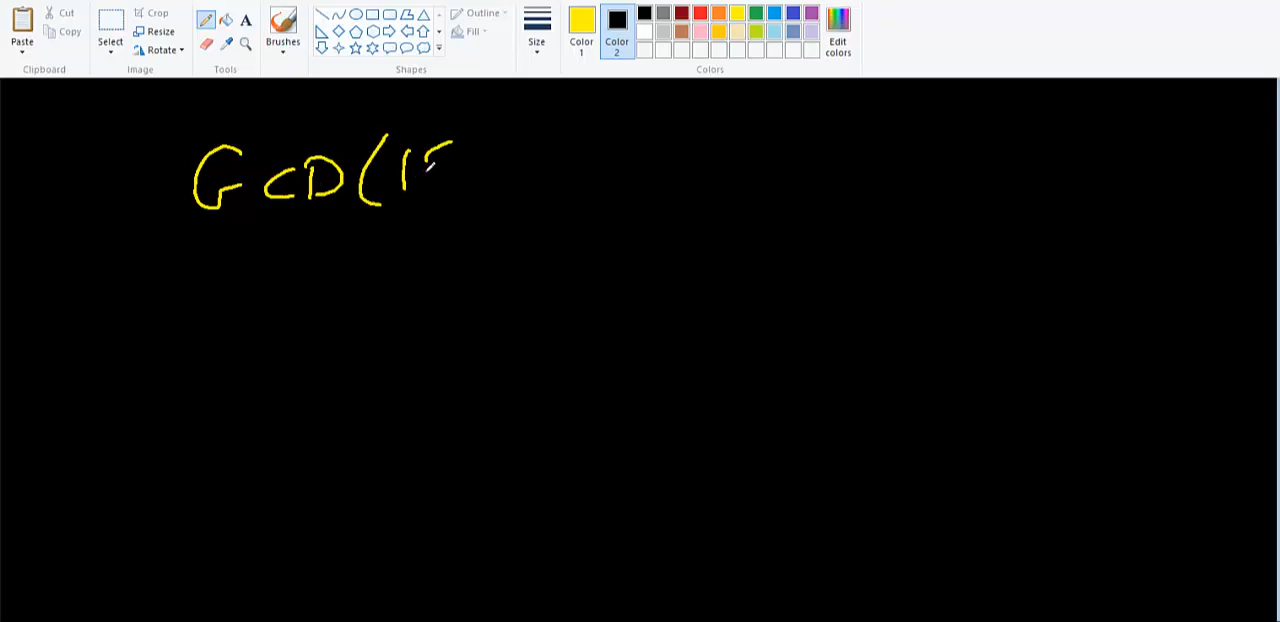 Cut
Copy
Paste
Clipboard
Crop
Resize
Rotate
Select
Image
Tools
Brushes
Outline
Fill
Shapes
Size
Color 1
Color 2
Edit colors
Colors
GCD(1